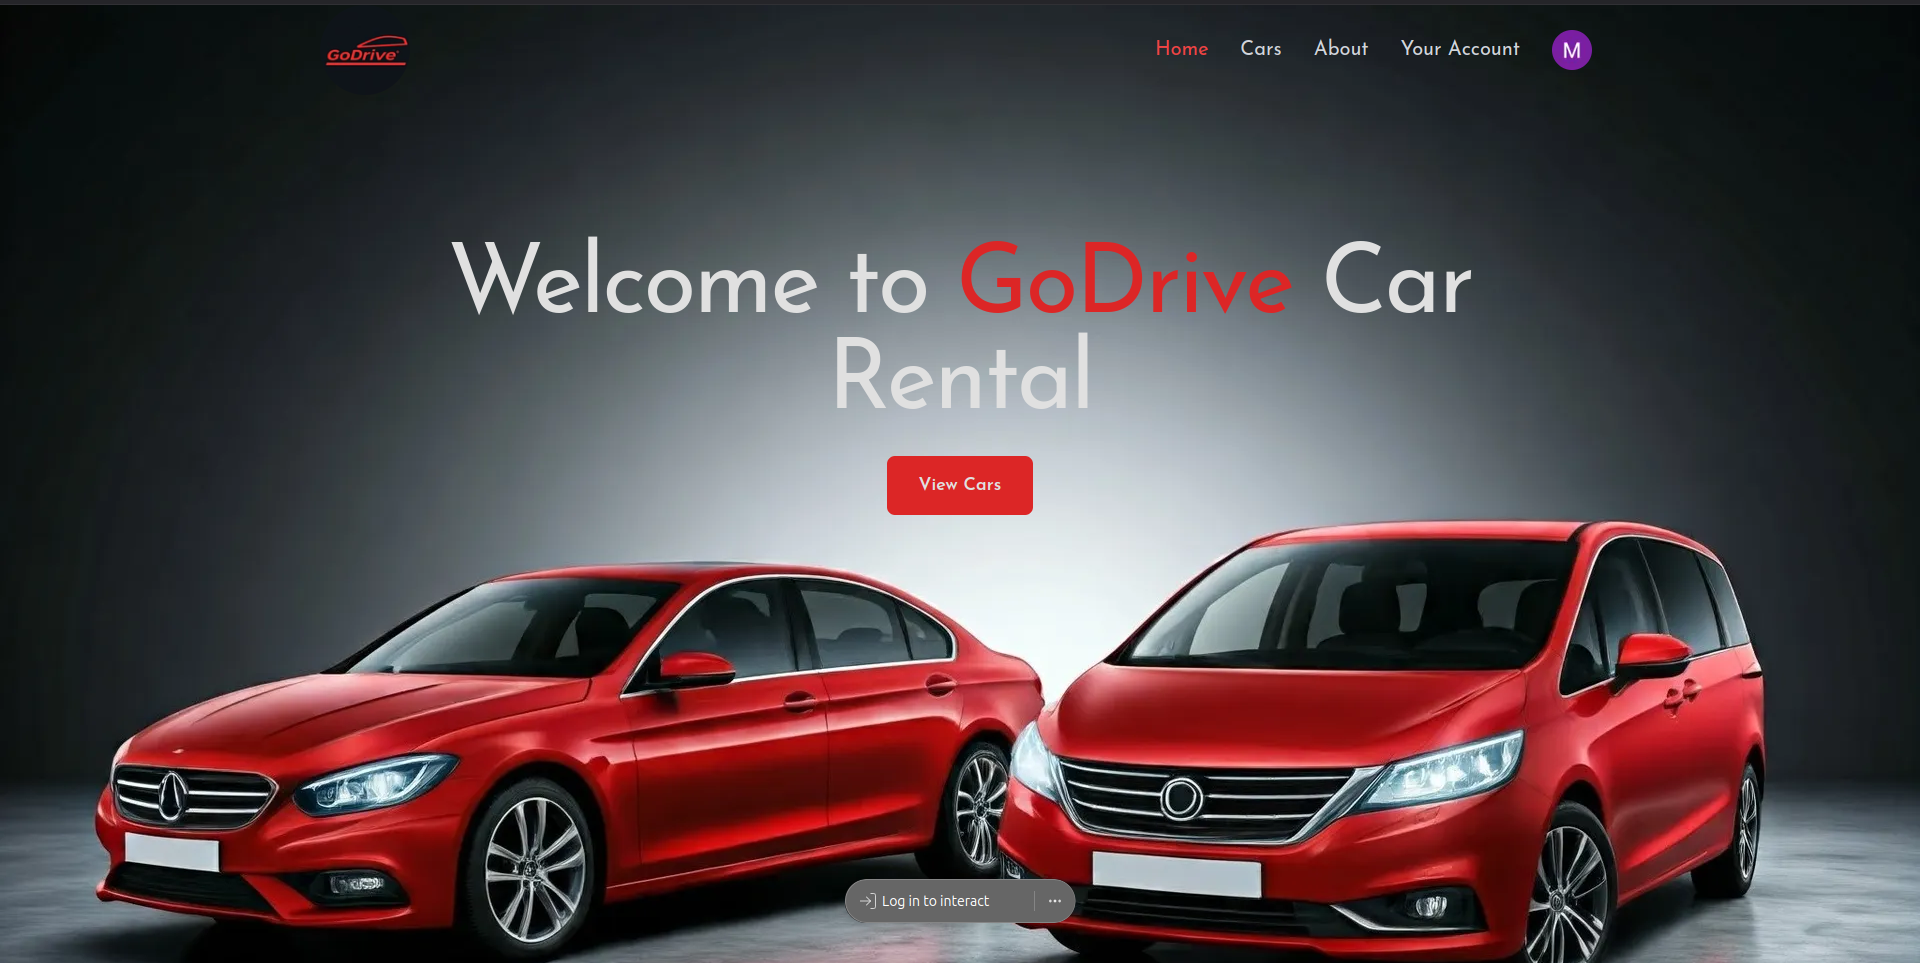 GoDrive
Home
Cars
About
Your Account
M
Welcome to GoDrive Car
Rental
View Cars
Log in to interact